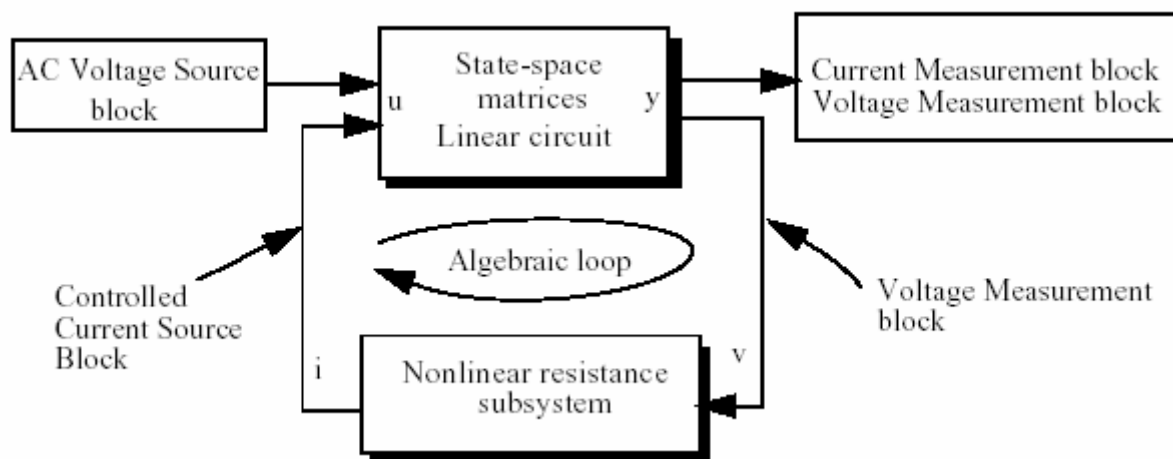 AC Voltage Source
block
u
State-space
matrices
Linear circuit
y
Current Measurement block
Voltage Measurement block
Algebraic loop
Controlled
Current Source
Block
Voltage Measurement
block
i
Nonlinear resistance
subsystem
v